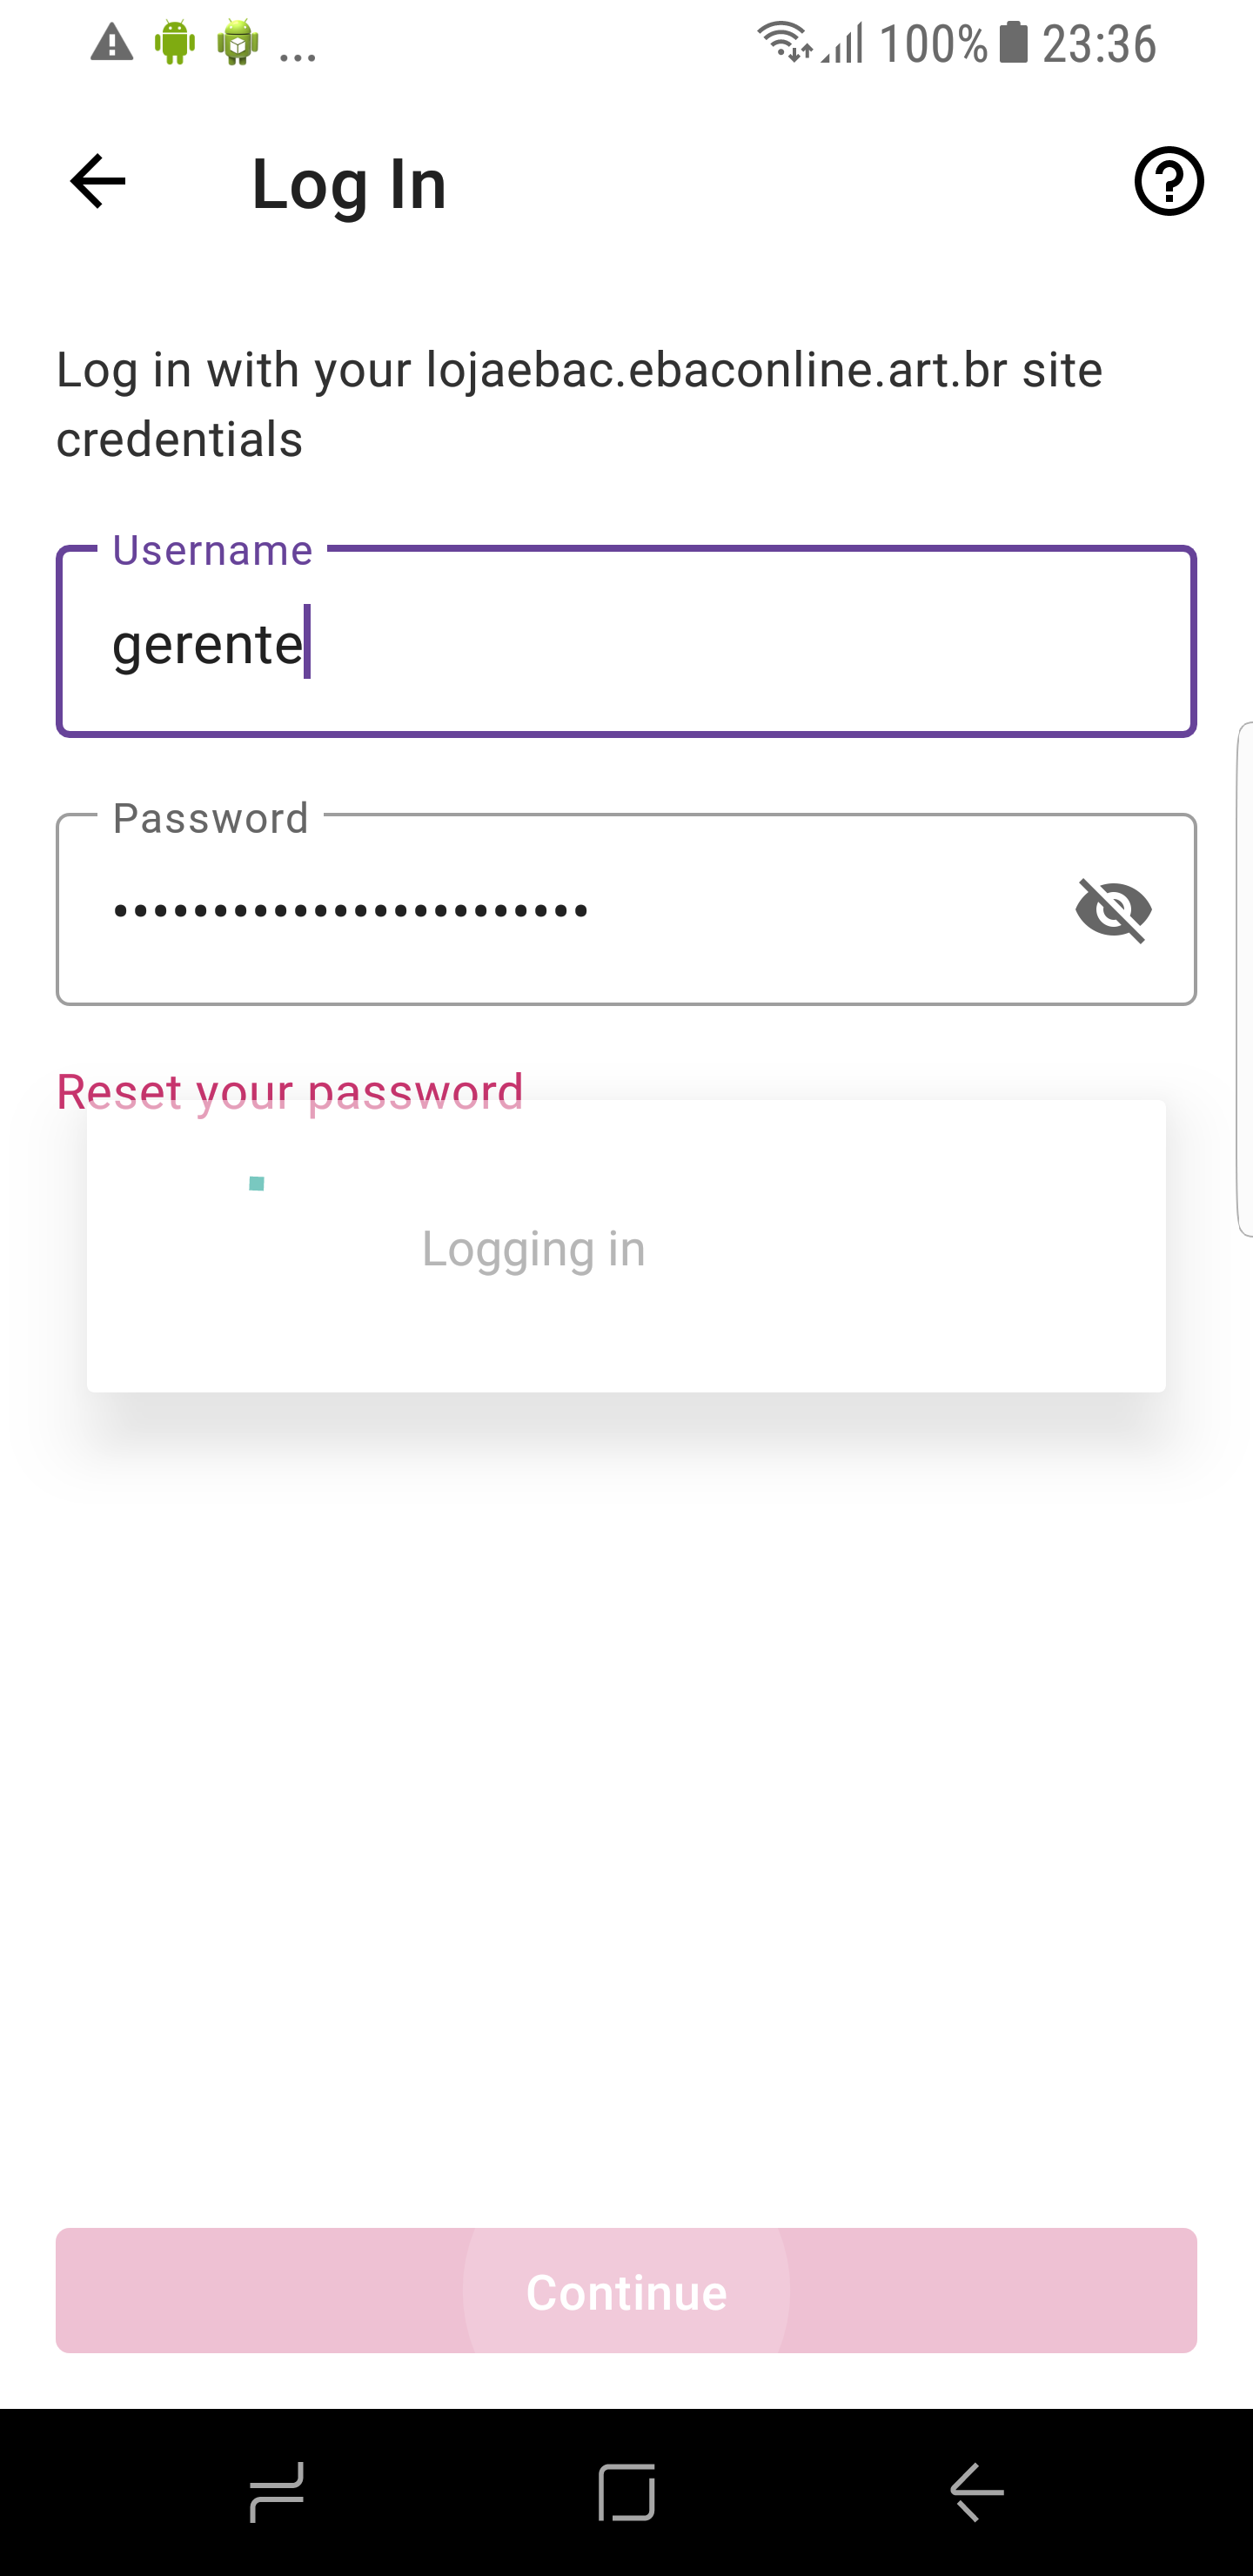 ... 100% 23:36
Log In
Log in with your lojaebac.ebaconline.art.br site
credentials
Username
gerente
Password
••••••••••••••••••••••••
Reset your password
Logging in
Continue